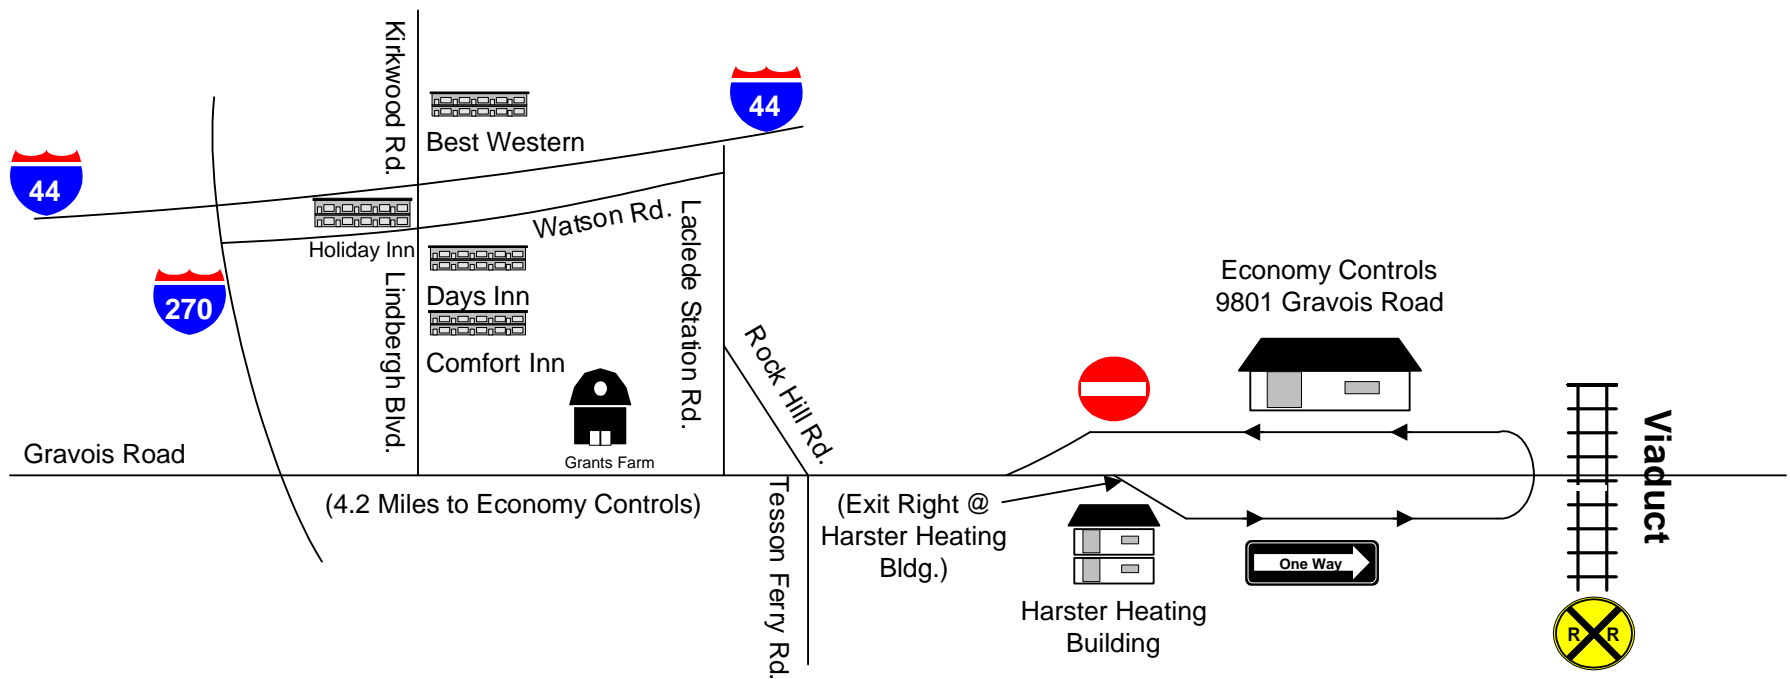 Kirkwood Rd.
44
Best Western
44
Watson Rd.
Holiday Inn
Laclede Station Rd.
270
Lindbergh Blvd.
Days Inn
Comfort Inn
Rock Hill Rd.
Economy Controls
9801 Gravois Road
Viaduct
Gravois Road
Grants Farm
(4.2 Miles to Economy Controls)
Tesson Ferry Rd.
(Exit Right @
Harster Heating
Bldg.)
One Way
Harster Heating
Building
R R